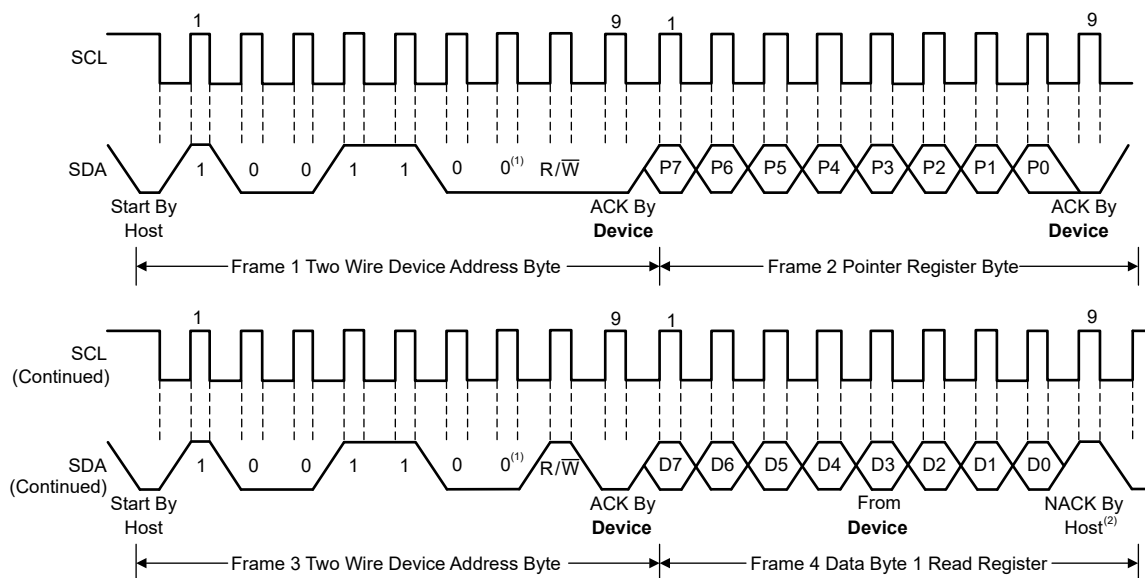 1 9 1 9
SCL
SDA 1 0 0 1 1 0 0(1) R/W̅ P7 P6 P5 P4 P3 P2 P1 P0
Start By Host
ACK By Device
ACK By Device
Frame 1 Two Wire Device Address Byte
Frame 2 Pointer Register Byte
1 9 1 9
SCL
(Continued)
SDA
(Continued)
1 0 0 1 1 0 0(1) R/W̅ D7 D6 D5 D4 D3 D2 D1 D0
Start By
Host
ACK By
Device
From
Device
NACK By
Host(2)
Frame 3 Two Wire Device Address Byte
Frame 4 Data Byte 1 Read Register